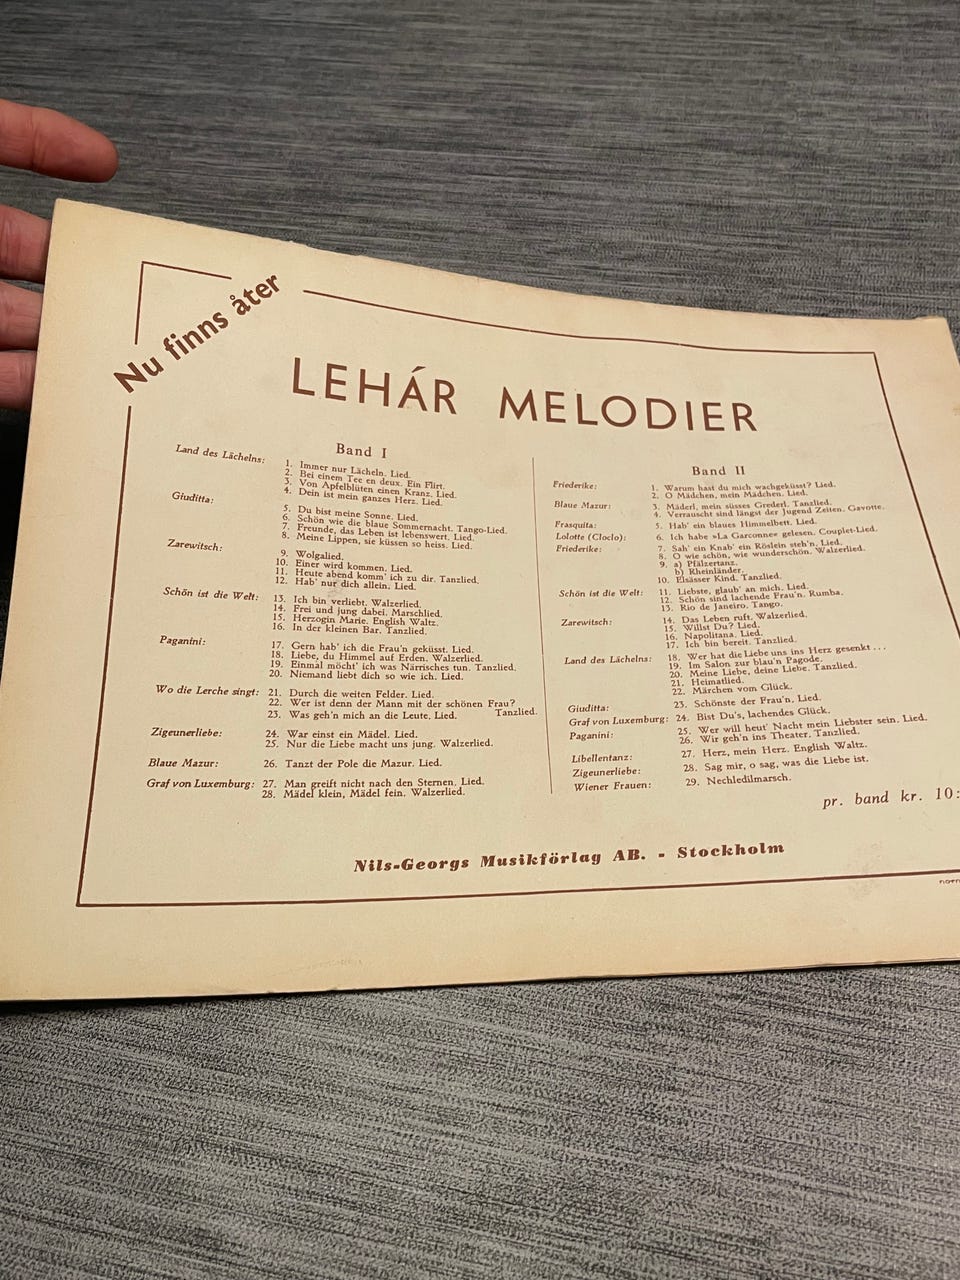 Nu finns åter
LEHÁR MELODIER
Band I
Land des Lächelns: 1. Immer nur Lächeln. Lied.
2. Bei einem Tee en deux. Ein Flirt.
3. Von Apfelblüten einen Kranz. Lied.
4. Dein ist mein ganzes Herz. Lied.
Giuditta: 5. Du bist meine Sonne. Lied.
6. Schön wie die blaue Sommernacht. Tango-Lied.
7. Freunde, das Leben ist lebenswert. Lied.
8. Meine Lippen, sie küssen so heiss. Lied.
Zarewitsch: 9. Wolgalied.
10. Einer wird kommen. Lied.
11. Heute abend komm' ich zu dir. Tanzlied.
12. Hab' nur dich allein. Lied.
Schön ist die Welt: 13. Ich bin verliebt. Walzerlied.
14. Frei und jung dabei. Marschlied.
15. Herzogin Marie. English Waltz.
16. In der kleinen Bar. Tanzlied.
Paganini: 17. Gern hab' ich die Frau'n geküsst. Lied.
18. Liebe, du Himmel auf Erden. Walzerlied.
19. Einmal möcht' ich was Närrisches tun. Tanzlied.
20. Niemand liebt dich so wie ich. Lied.
Wo die Lerche singt: 21. Durch die weiten Felder. Lied.
22. Wer ist denn der Mann mit der schönen Frau?
Tanzlied.
23. Was geh'n mich an die Leute. Lied.
Zigeunerliebe: 24. War einst ein Mädel. Lied.
25. Nur die Liebe macht uns jung. Walzerlied.
Blaue Mazur: 26. Tanzt der Pole die Mazur. Lied.
Graf von Luxemburg: 27. Man greift nicht nach den Sternen. Lied.
28. Mädel klein, Mädel fein. Walzerlied.
Band II
Friederike: 1. Warum hast du mich wachgeküsst? Lied.
2. O Mädchen, mein Mädchen. Lied.
Blaue Mazur: 3. Mäderl, mein süsses Grederl. Tanzlied.
4. Verrauscht sind längst der Jugend Zeiten. Gavotte.
Frasquita: 5. Hab' ein blaues Himmelbett. Lied.
Lolotte (Cloclo): 6. Ich habe »La Garconne« gelesen. Couplet-Lied.
Friederike: 7. Sah' ein Knab' ein Röslein steh'n. Lied.
8. O wie schön, wie wunderschön. Walzerlied.
9. a) Pfälzertanz.
b) Rheinländer.
10. Elsässer Kind. Tanzlied.
Schön ist die Welt: 11. Liebste, glaub' an mich. Lied.
12. Schön sind lachende Frau'n. Rumba.
13. Rio de Janeiro. Tango.
Zarewitsch: 14. Das Leben ruft. Walzerlied.
15. Willst Du? Lied.
16. Napolitana. Lied.
17. Ich bin bereit. Tanzlied.
Land des Lächelns: 18. Wer hat die Liebe uns ins Herz gesenkt ...
19. Im Salon zur blau'n Pagode.
20. Meine Liebe, deine Liebe. Tanzlied.
21. Heimatlied.
22. Märchen vom Glück.
Giuditta: 23. Schönste der Frau'n. Lied.
Graf von Luxemburg: 24. Bist Du's, lachendes Glück.
Paganini: 25. Wer will heut' Nacht mein Liebster sein. Lied.
26. Wir geh'n ins Theater. Tanzlied.
Libellentanz: 27. Herz, mein Herz. English Waltz.
Zigeunerliebe: 28. Sag mir, o sag, was die Liebe ist.
Wiener Frauen: 29. Nechledilmarsch.
pr. band kr. 10:
Nils-Georgs Musikförlag AB. - Stockholm